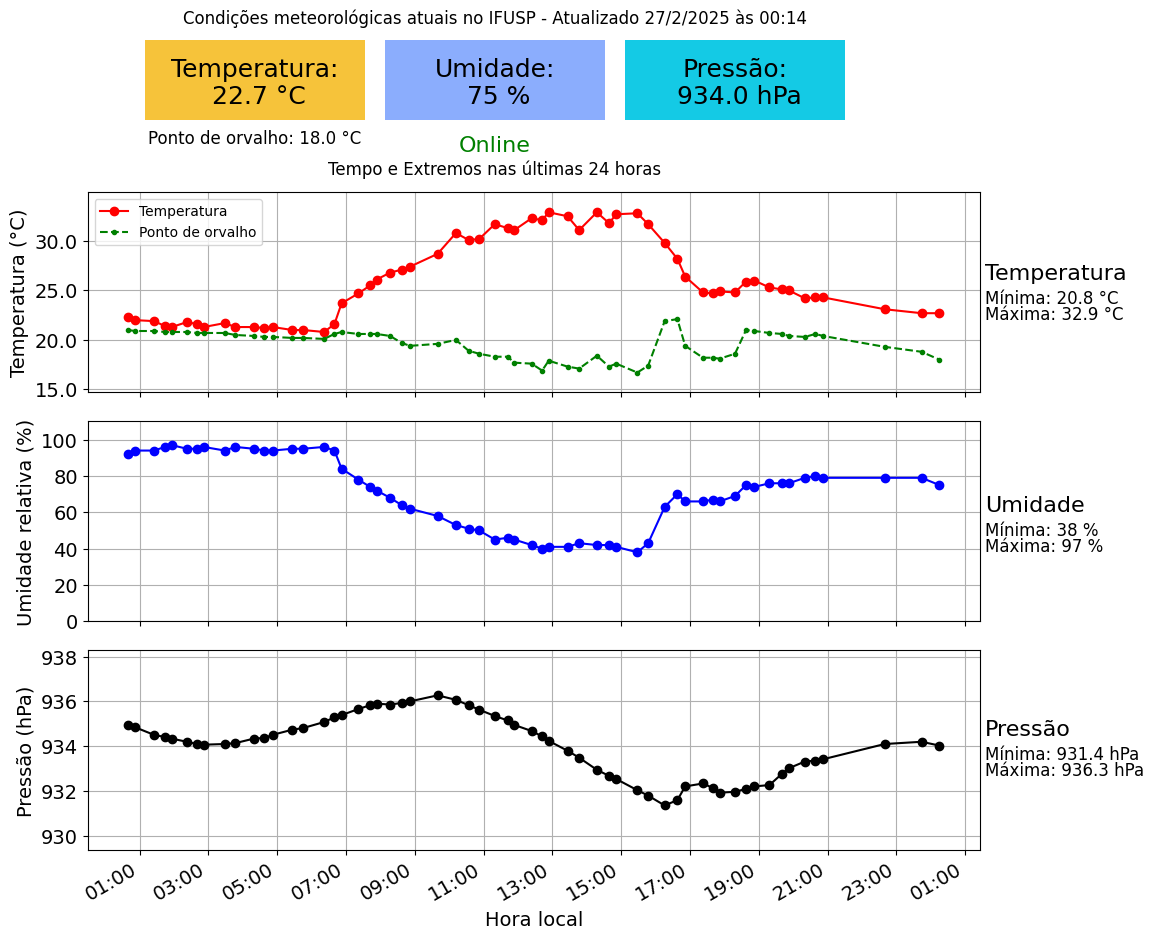 Condições meteorológicas atuais no IFUSP - Atualizado 27/2/2025 às 00:14
Temperatura:
22.7 °C
Umidade:
75 %
Pressão:
934.0 hPa
Ponto de orvalho: 18.0 °C
Online
Tempo e Extremos nas últimas 24 horas
Temperatura (°C)
30.0
25.0
20.0
15.0
Temperatura
Ponto de orvalho
Temperatura
Mínima: 20.8 °C
Máxima: 32.9 °C
Umidade relativa (%)
100
80
60
40
20
0
Umidade
Mínima: 38 %
Máxima: 97 %
Pressão (hPa)
938
936
934
932
930
Pressão
Mínima: 931.4 hPa
Máxima: 936.3 hPa
01:00 03:00 05:00 07:00 09:00 11:00 13:00 15:00 17:00 19:00 21:00 23:00 01:00
Hora local